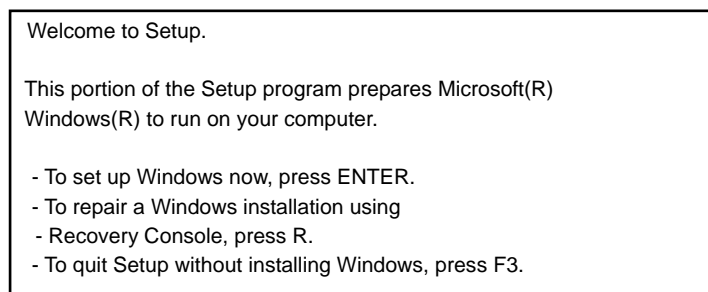 Welcome to Setup.
This portion of the Setup program prepares Microsoft(R)
Windows(R) to run on your computer.
- To set up Windows now, press ENTER.
- To repair a Windows installation using
- Recovery Console, press R.
- To quit Setup without installing Windows, press F3.